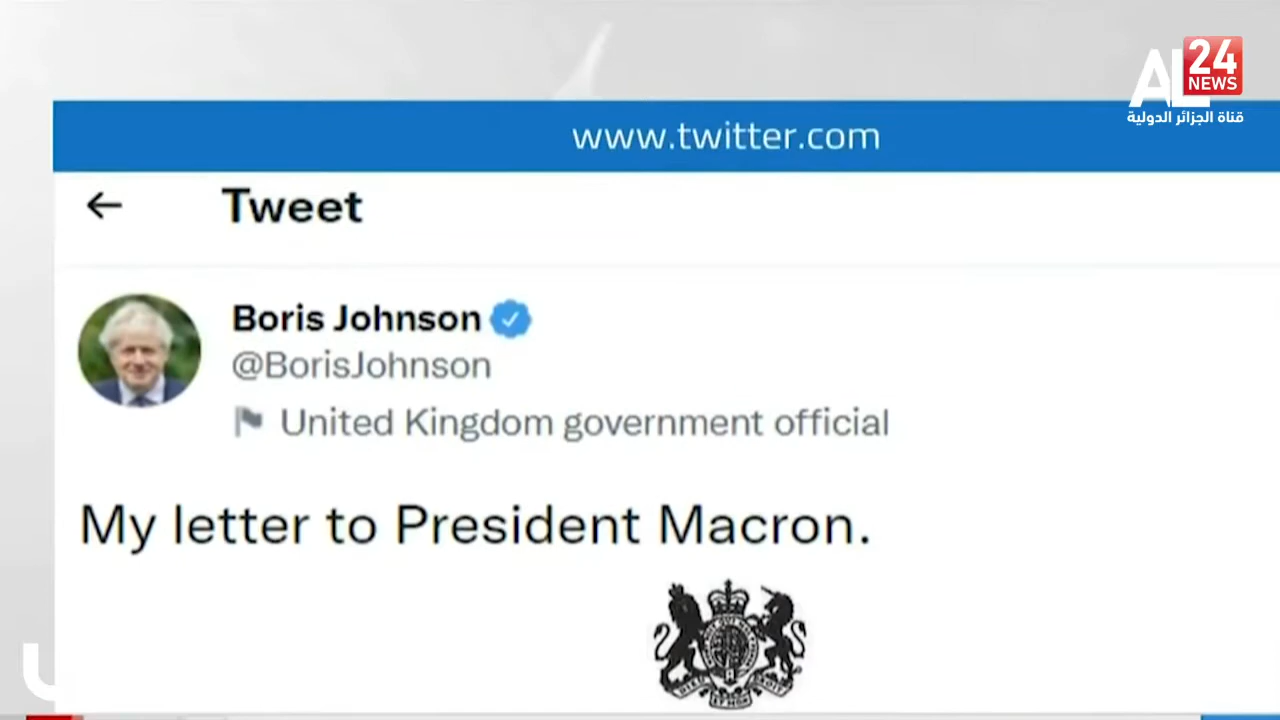 AL
24
NEWS
قناة الجزائر الدولية
www.twitter.com
Tweet
Boris Johnson
@BorisJohnson
United Kingdom government official
My letter to President Macron.